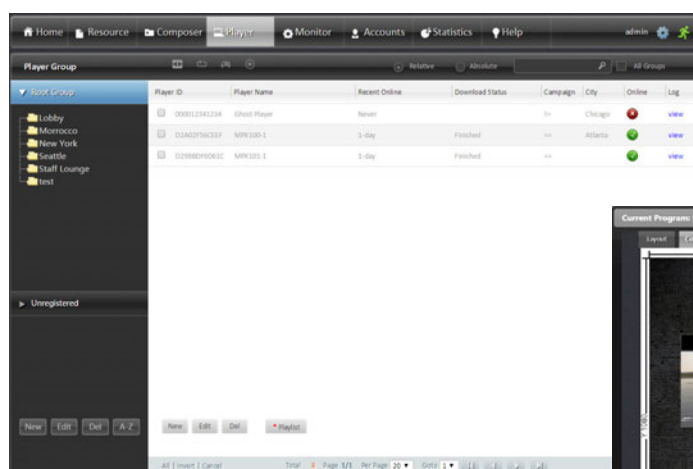 Home Resource Composer Player Monitor Accounts Statistics Help admin
Player Group Relative Absolute All Groups
Root Group
Lobby
Morrocco
New York
Seattle
Staff Lounge
test
Unregistered
New Edit Del A-Z
Player ID Player Name Recent Online Download Status Campaign City Online Log
000012341234 Ghost Player Never Chicago view
MPK100-1 1-day Finished Atlanta view
MPK101-1 1-day Finished view
New Edit Del * Playlist
All | Invert | Cancel Total 3 Page 1/1 Per Page 20 Goto 1
Current Program:
Layout